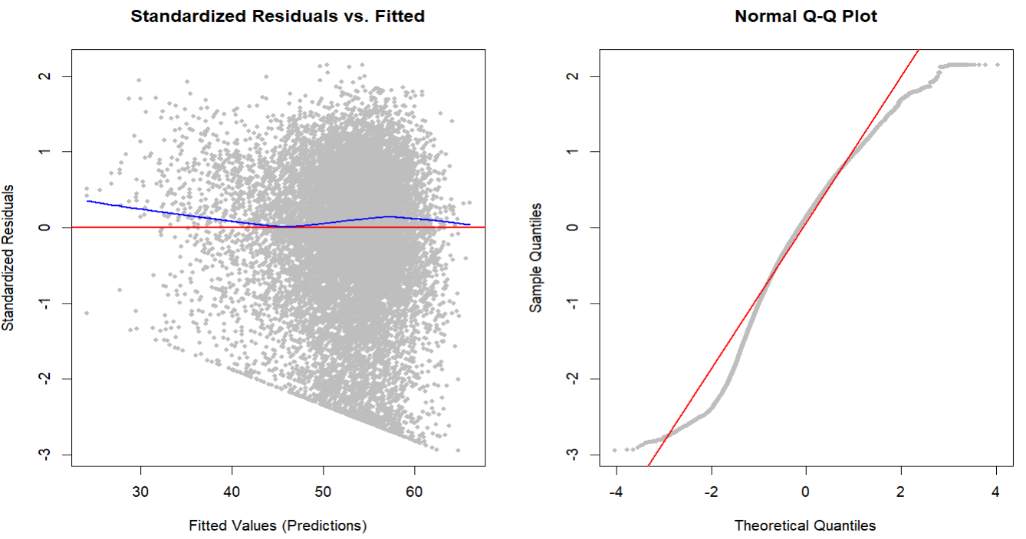 Standardized Residuals vs. Fitted
Standardized Residuals
2
1
0
-1
-2
-3
30 40 50 60
Fitted Values (Predictions)
Normal Q-Q Plot
Sample Quantiles
2
1
0
-1
-2
-3
-4 -2 0 2 4
Theoretical Quantiles